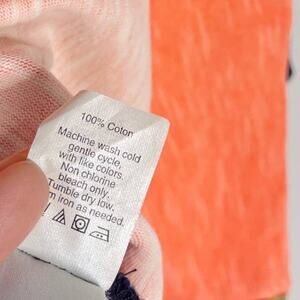 100% Coton
Machine wash cold
gentle cycle,
with like colors.
Non chlorine
bleach only.
Tumble dry low.
iron as needed.